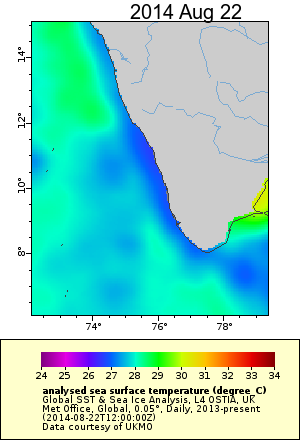 2014 Aug 22
14°
12°
10°
8°
74° 76° 78°
24 25 26 27 28 29 30 31 32 33 34
analysed sea surface temperature (degree_C)
Global SST & Sea Ice Analysis, L4 OSTIA, UK
Met Office, Global, 0.05°, Daily, 2013-present
(2014-08-22T12:00:00Z)
Data courtesy of UKMO